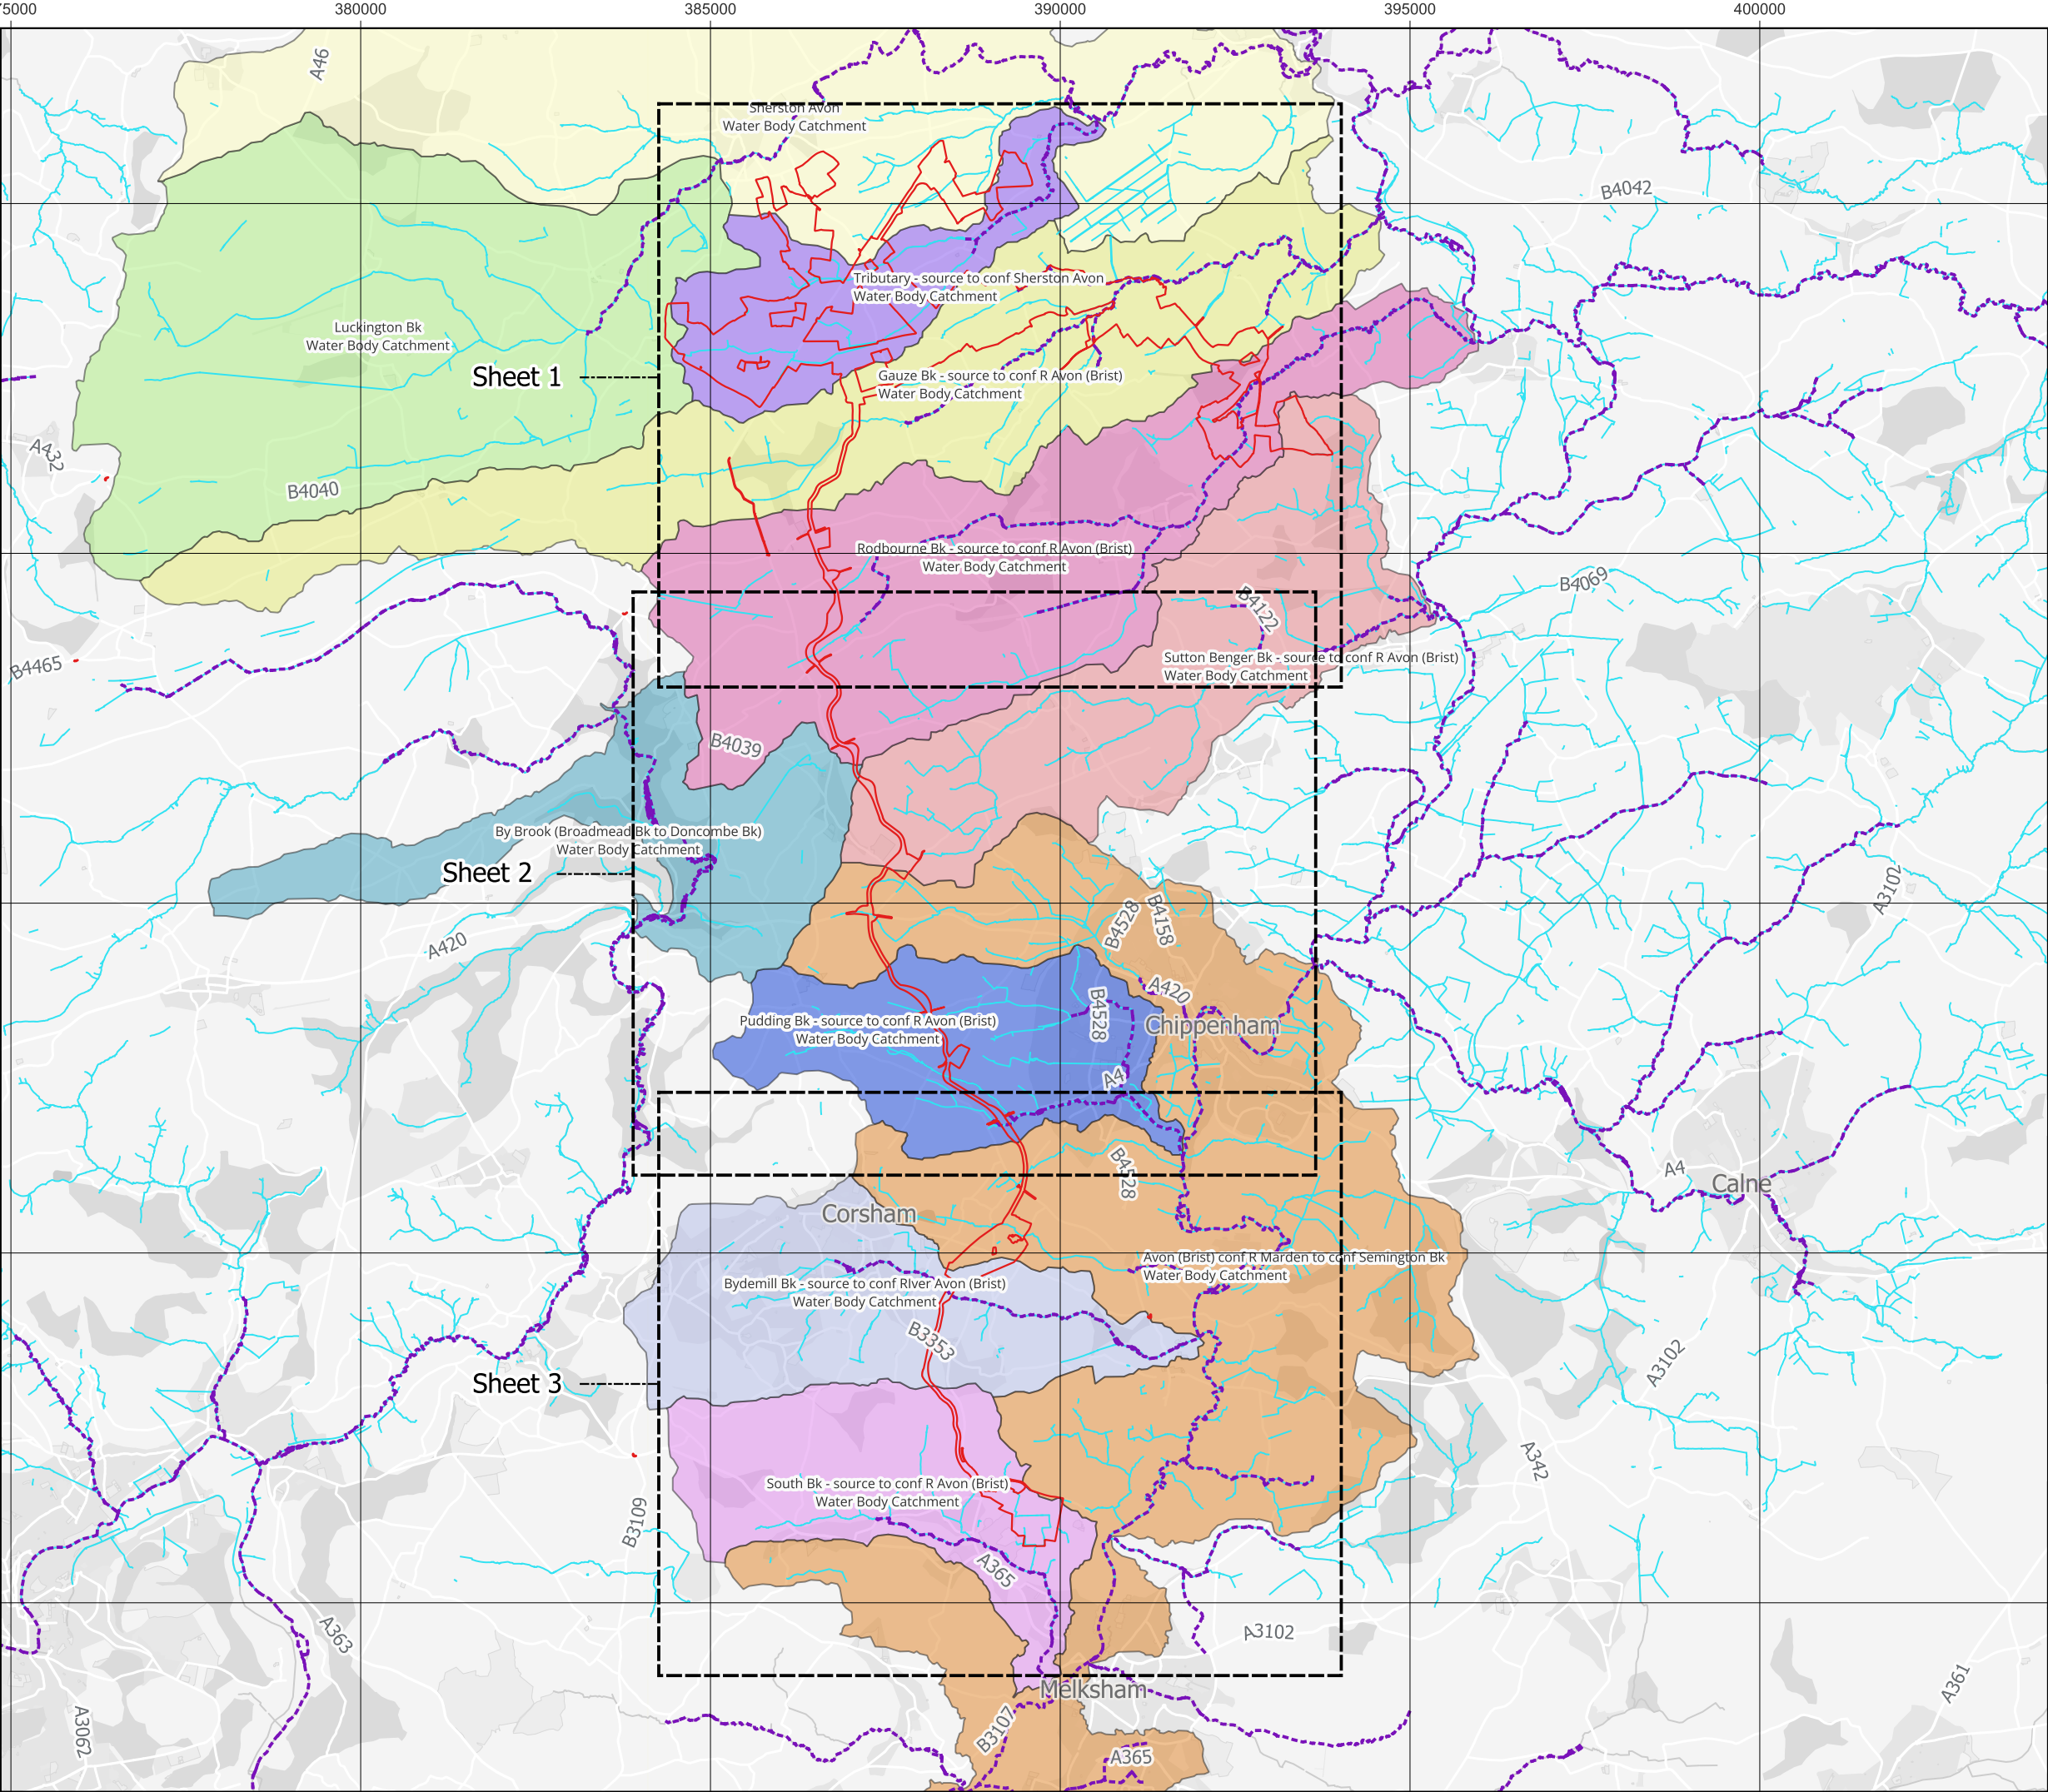 75000 380000 385000 390000 395000 400000
A46
Sherston Avon
Water Body Catchment
B4042
Tributary - source to conf Sherston Avon
Water Body Catchment
Luckington Bk
Water Body Catchment
Sheet 1
Gauze Bk - source to conf R Avon (Brist)
Water Body Catchment
A432
B4040
Rodbourne Bk - source to conf R Avon (Brist)
Water Body Catchment
B4069
B4122
B4465
Sutton Benger Bk - source to conf R Avon (Brist)
Water Body Catchment
B4039
By Brook (Broadmead Bk to Doncombe Bk)
Water Body Catchment
Sheet 2
A3102
B4528
B4158
A420
A420
B4528
Pudding Bk - source to conf R Avon (Brist)
Water Body Catchment
Chippenham
A4
B4528
A4
Calne
Corsham
Avon (Brist) conf R Marden to conf Semington Bk
Water Body Catchment
Bydemill Bk - source to conf RIver Avon (Brist)
Water Body Catchment
B3353
A3102
Sheet 3
A342
South Bk - source to conf R Avon (Brist)
Water Body Catchment
B3109
A365
A363
A3102
Melksham
A361
A3062
B3107
A365